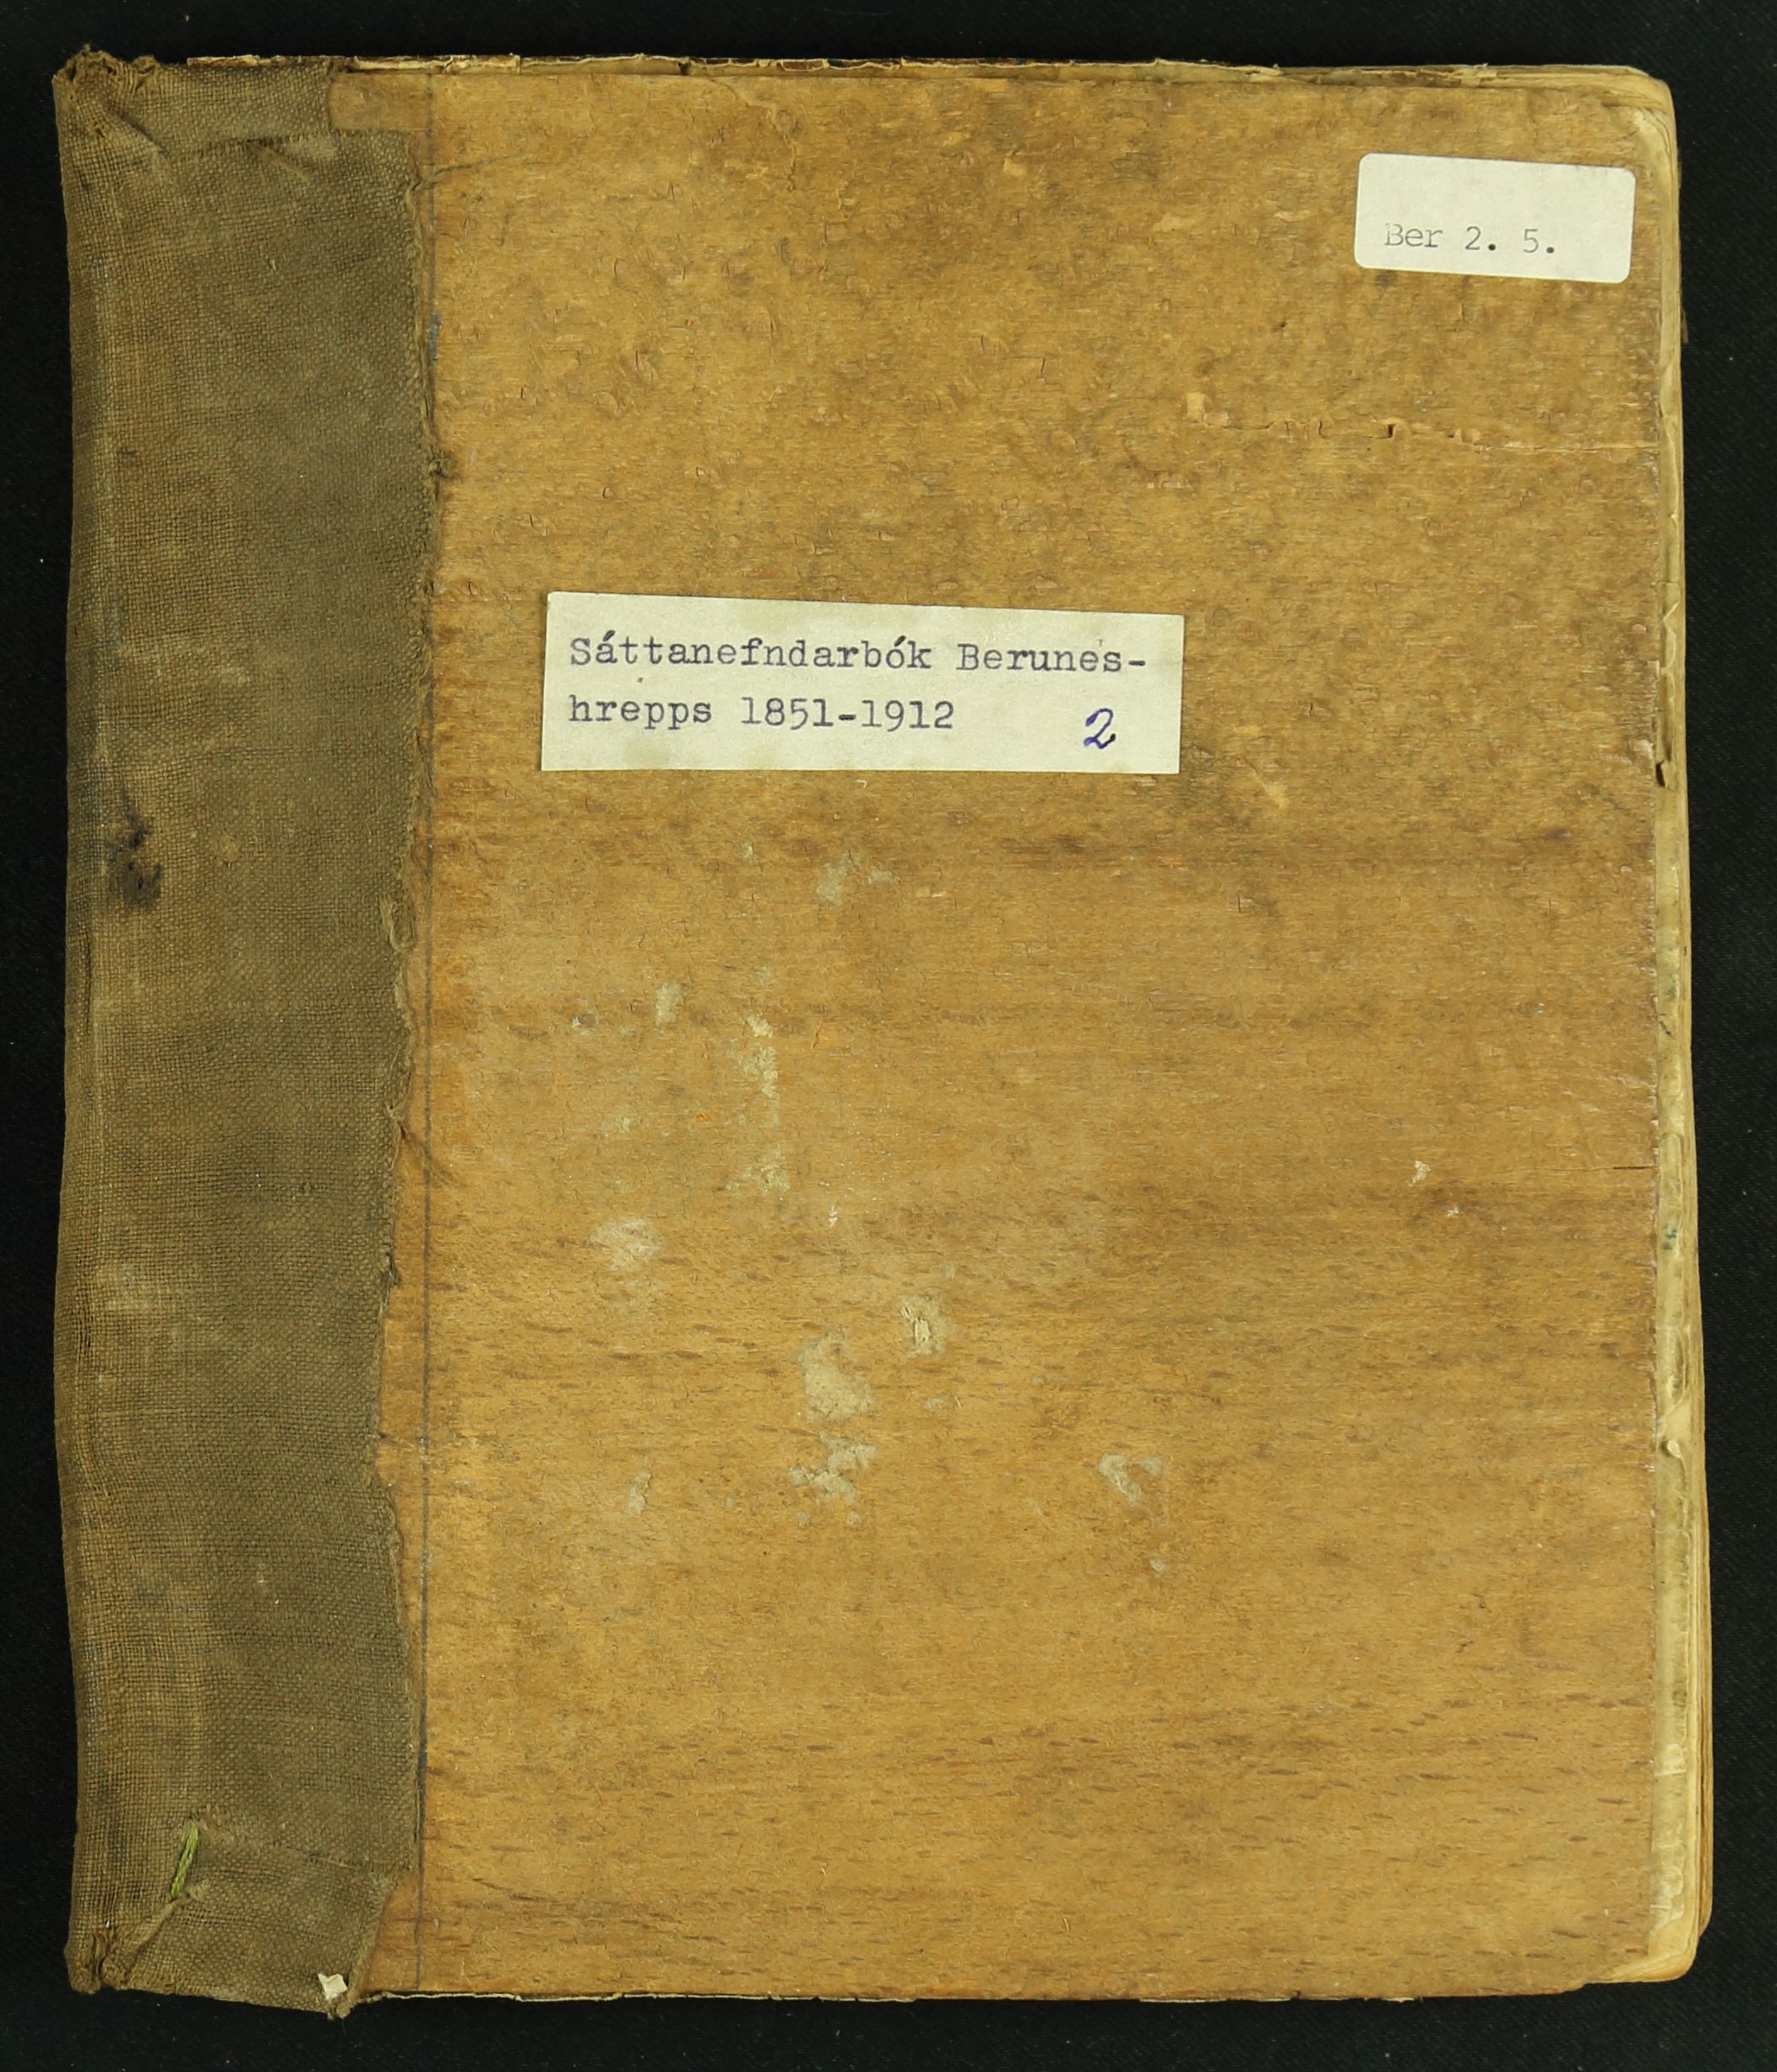 Ber 2. 5.
Sáttanefndarbók Berunes-
hrepps 1851-1912 2